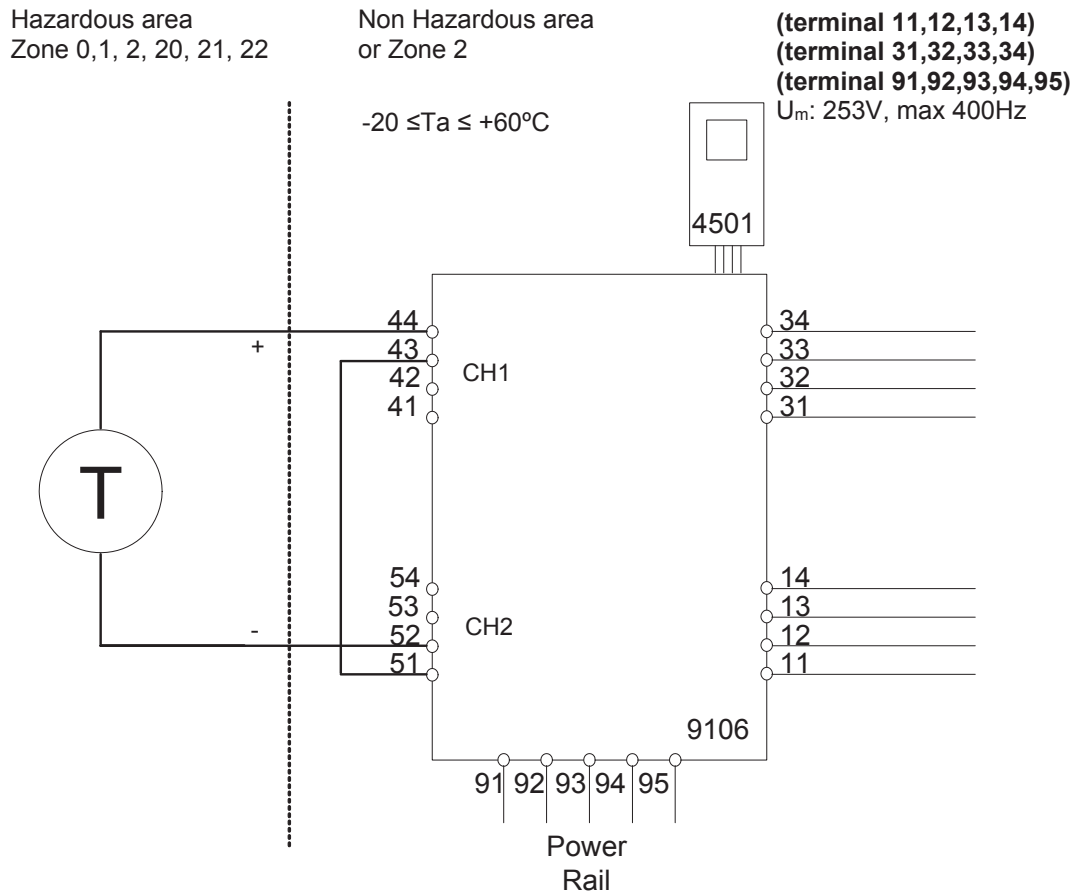 Hazardous area
Zone 0,1, 2, 20, 21, 22
Non Hazardous area
or Zone 2
-20 ≤Ta ≤ +60ºC
(terminal 11,12,13,14)
(terminal 31,32,33,34)
(terminal 91,92,93,94,95)
Um: 253V, max 400Hz
4501
44
43
42
41
CH1
34
33
32
31
+
T
-
54
53
52
51
CH2
14
13
12
11
9106
91 92 93 94 95
Power
Rail